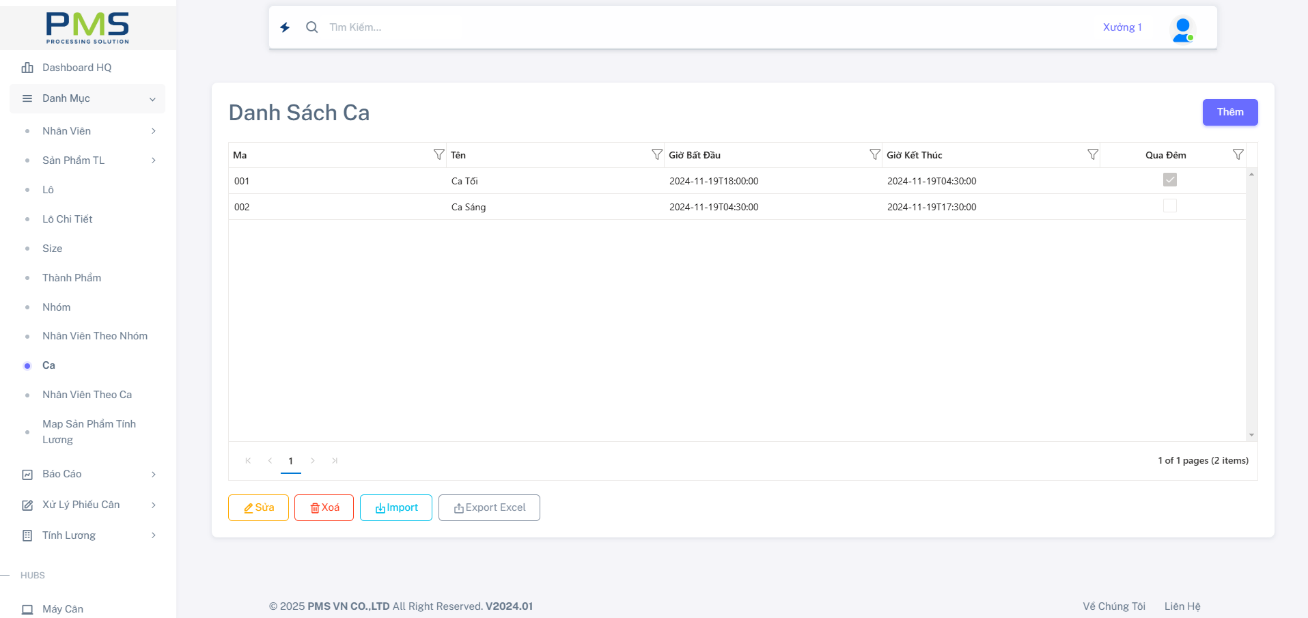 PMS
PROCESSING SOLUTION
Tìm Kiếm...
Xưởng 1
Dashboard HQ
Danh Mục
Nhân Viên
Sản Phẩm TL
Lô
Lô Chi Tiết
Size
Thành Phẩm
Nhóm
Nhân Viên Theo Nhóm
Ca
Nhân Viên Theo Ca
Map Sản Phẩm Tính
Lương
Báo Cáo
Xử Lý Phiếu Cân
Tính Lương
HUBS
Máy Cân
Danh Sách Ca
Thêm
Ma Tên Giờ Bắt Đầu Giờ Kết Thúc Qua Đêm
001 Ca Tối 2024-11-19T18:00:00 2024-11-19T04:30:00
002 Ca Sáng 2024-11-19T04:30:00 2024-11-19T17:30:00
1 1 of 1 pages (2 items)
Sửa Xoá Import Export Excel
© 2025 PMS VN CO.,LTD All Right Reserved. V2024.01 Về Chúng Tôi Liên Hệ